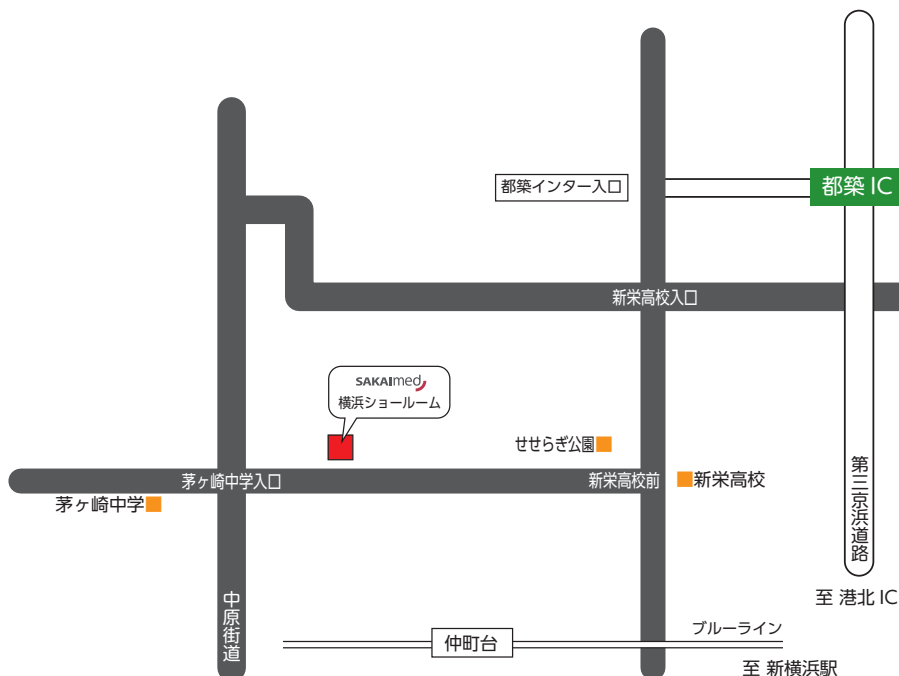 都築インター入口
都築 IC
新栄高校入口
SAKAImed
横浜ショールーム
せせらぎ公園
茅ヶ崎中学入口
新栄高校前
新栄高校
茅ヶ崎中学
第三京浜道路
中原街道
至 港北 IC
ブルーライン
仲町台
至 新横浜駅